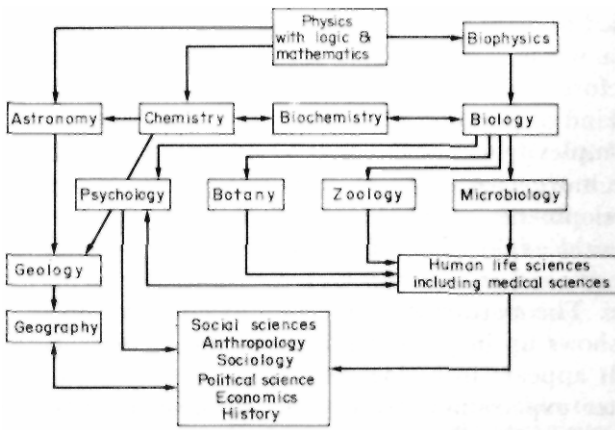 Physics
with logic &
mathematics
Biophysics
Astronomy
Chemistry
Biochemistry
Biology
Psychology
Botany
Zoology
Microbiology
Geology
Human life sciences
including medical sciences
Geography
Social sciences
Anthropology
Sociology
Political science
Economics
History